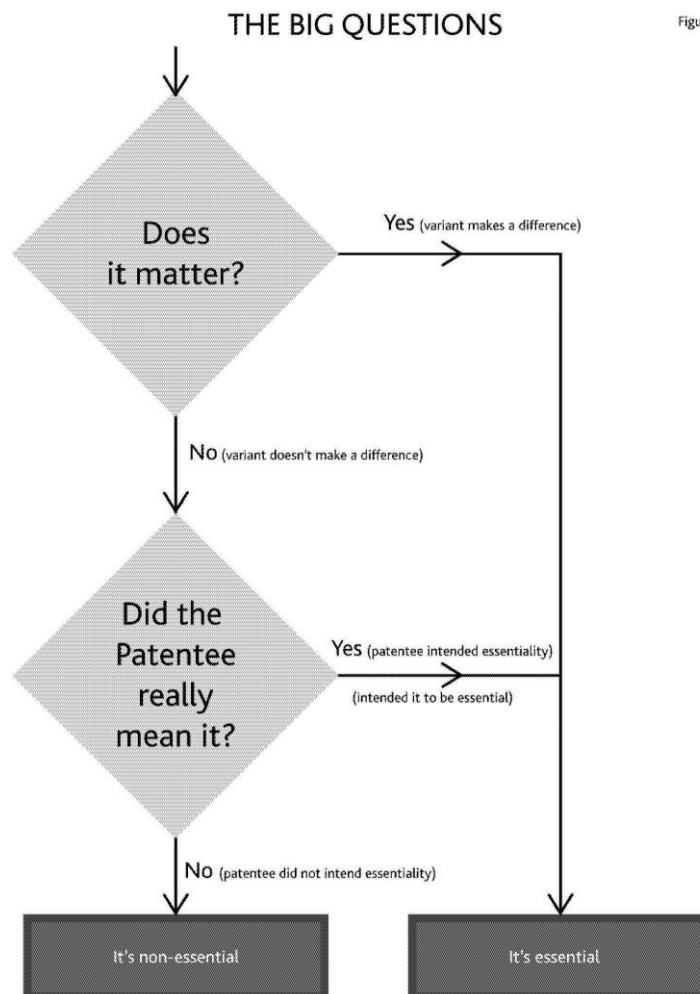 THE BIG QUESTIONS
Figu
Does
it matter?
Yes (variant makes a difference)
No (variant doesn't make a difference)
Did the
Patentee
really
mean it?
Yes (patentee intended essentiality)
(intended it to be essential)
No (patentee did not intend essentiality)
It's non-essential
It's essential